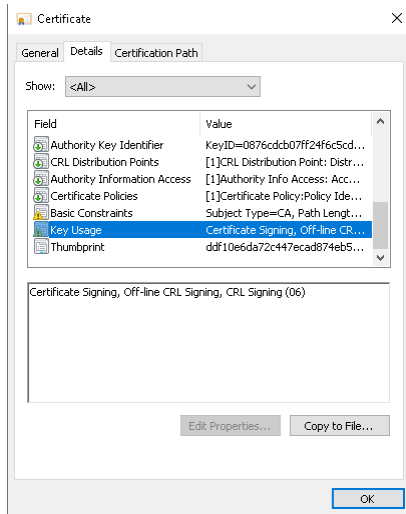 Certificate
General Details Certification Path
Show: <All>
Field Value
Authority Key Identifier KeyID=0876cdcb07ff24f6c5cd...
CRL Distribution Points [1]CRL Distribution Point: Distr...
Authority Information Access [1]Authority Info Access: Acc...
Certificate Policies [1]Certificate Policy:Policy Ide...
Basic Constraints Subject Type=CA, Path Lengt...
Key Usage Certificate Signing, Off-line CR...
Thumbprint ddf10e6da72c447ecad874eb5...
Certificate Signing, Off-line CRL Signing, CRL Signing (06)
Edit Properties... Copy to File...
OK